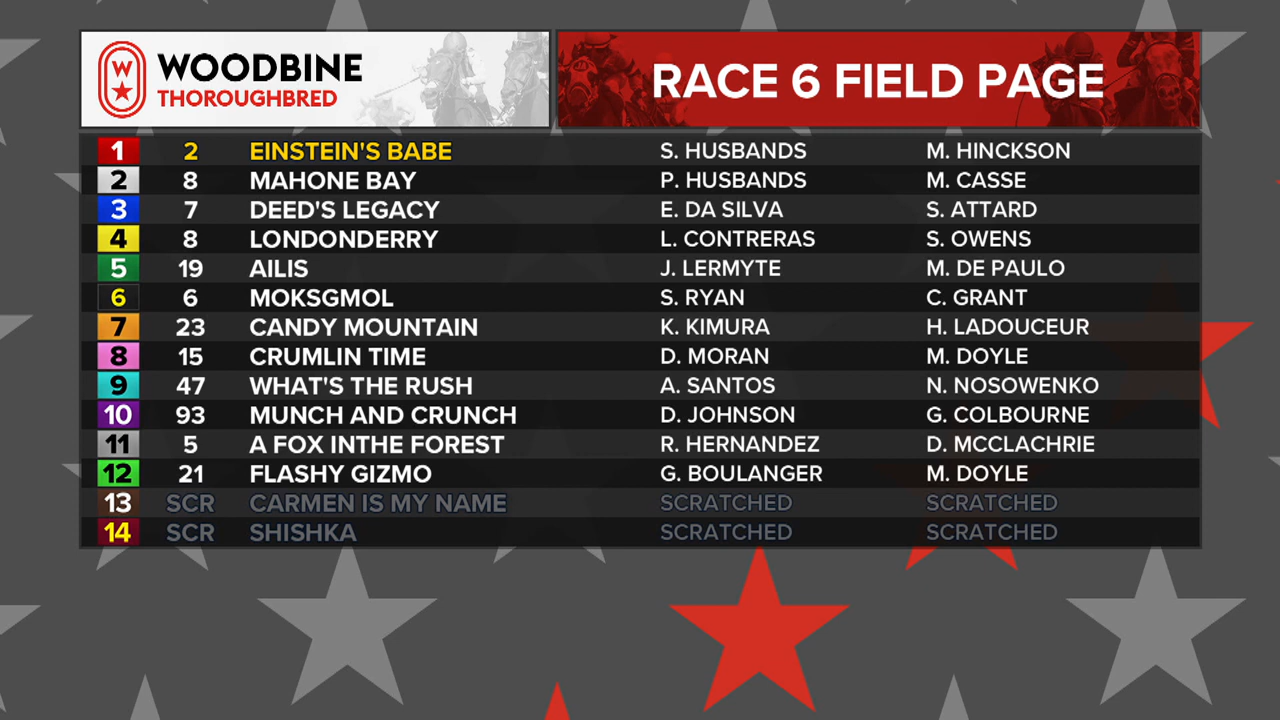 W
WOODBINE
THOROUGHBRED
RACE 6 FIELD PAGE
1 2 EINSTEIN'S BABE S. HUSBANDS M. HINCKSON
2 8 MAHONE BAY P. HUSBANDS M. CASSE
3 7 DEED'S LEGACY E. DA SILVA S. ATTARD
4 8 LONDONDERRY L. CONTRERAS S. OWENS
5 19 AILIS J. LERMYTE M. DE PAULO
6 6 MOKSGMOL S. RYAN C. GRANT
7 23 CANDY MOUNTAIN K. KIMURA H. LADOUCEUR
8 15 CRUMLIN TIME D. MORAN M. DOYLE
9 47 WHAT'S THE RUSH A. SANTOS N. NOSOWENKO
10 93 MUNCH AND CRUNCH D. JOHNSON G. COLBOURNE
11 5 A FOX INTHE FOREST R. HERNANDEZ D. MCCLACHRIE
12 21 FLASHY GIZMO G. BOULANGER M. DOYLE
13 SCR CARMEN IS MY NAME SCRATCHED SCRATCHED
14 SCR SHISHKA SCRATCHED SCRATCHED